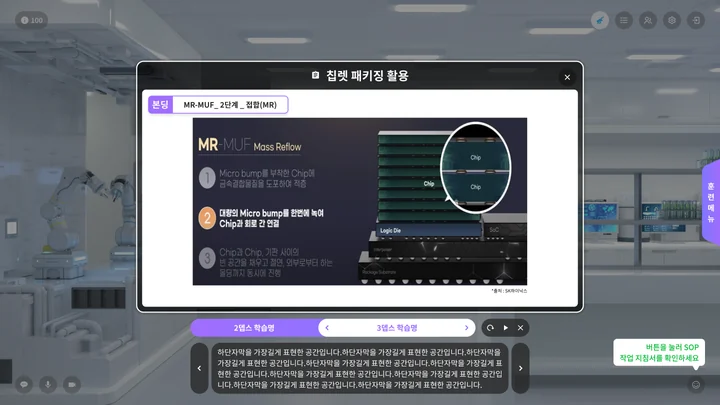 100
칩렛 패키징 활용
본딩
MR-MUF_ 2단계 _ 접합(MR)
MR-MUF Mass Reflow
1
Micro bump를 부착한 Chip에
금속결합물질을 도포하여 적층
2
대량의 Micro bump를 한번에 녹여
Chip과 회로 간 연결
3
Chip과 Chip, 기판 사이의
빈 공간을 채우고 절연, 외부로부터 하는
몰딩까지 동시에 진행
Chip
Chip
Chip
Logic Die
SoC
Interposer
Package Substrate
*출처 : SK하이닉스
훈련메뉴
2뎁스 학습명
3뎁스 학습명
하단자막을 가장길게 표현한 공간입니다.하단자막을 가장길게 표현한 공간입니다.하단자막을
가장길게 표현한 공간입니다.하단자막을 가장길게 표현한 공간입니다.하단자막을 가장길게 표
현한 공간입니다.하단자막을 가장길게 표현한 공간입니다.하단자막을 가장길게 표현한 공간입
니다.하단자막을 가장길게 표현한 공간입니다.하단자막을 가장길게 표현한 공간입니다.
버튼을 눌러 SOP
작업 지침서를 확인하세요